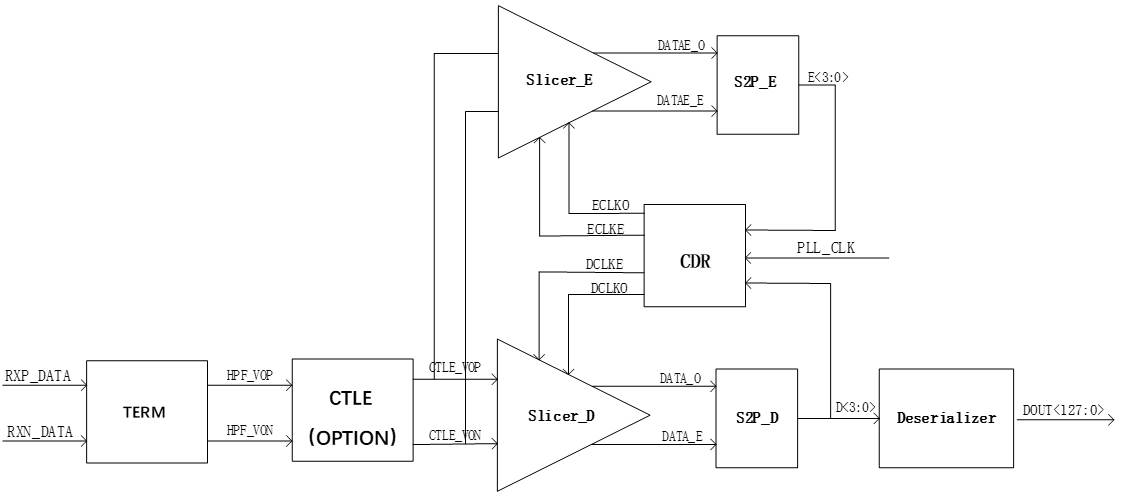 DATAE_O
Slicer_E
S2P_E
E<3:0>
DATAE_E
ECLKO
ECLKE
PLL_CLK
CDR
DCLKE
DCLKO
RXP_DATA
HPF_VOP
CTLE_VOP
DATA_O
CTLE
TERM
Slicer_D
S2P_D
D<3:0>
Deserializer
DOUT<127:0>
RXN_DATA
HPF_VON
(OPTION)
CTLE_VON
DATA_E